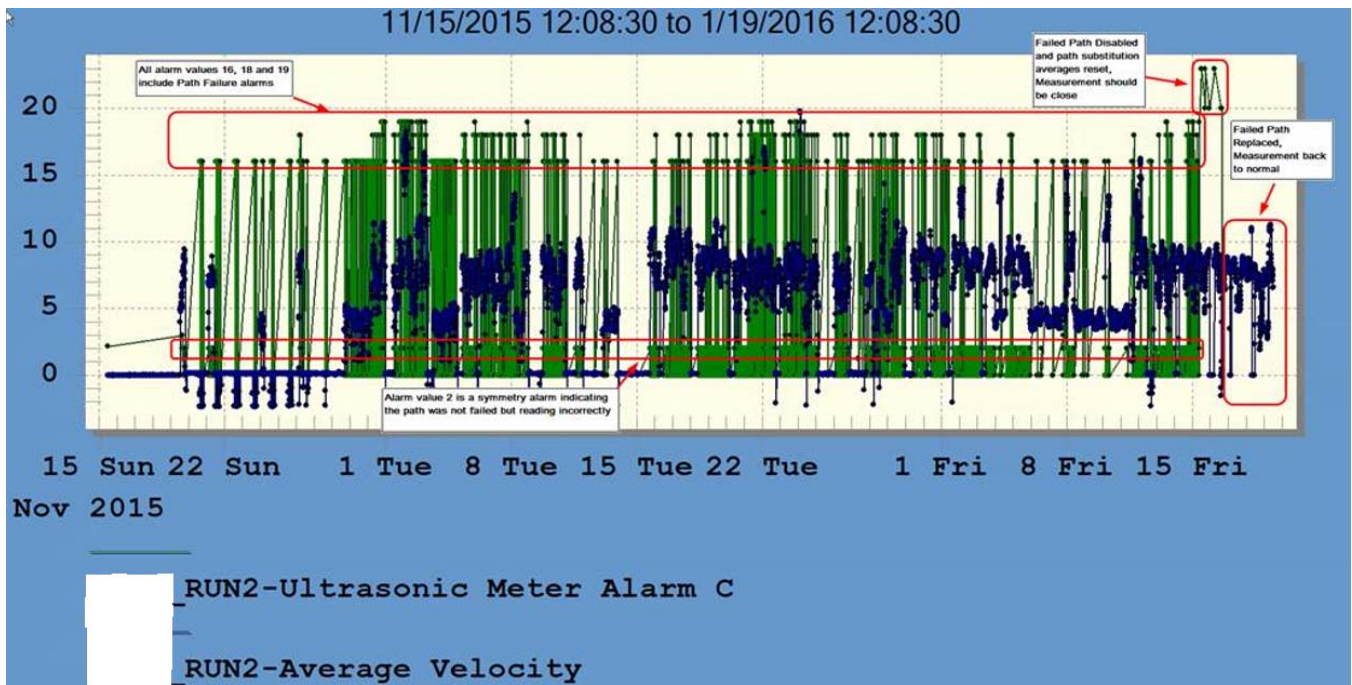 11/15/2015 12:08:30 to 1/19/2016 12:08:30
Failed Path Disabled
and path substitution
averages reset,
Measurement should
be close
All alarm values 16, 18 and 19
include Path Failure alarms
20
Failed Path
Replaced,
Measurement back
to normal
15
10
5
0
Alarm value 2 is a symmetry alarm indicating
the path was not failed but reading incorrectly
15 Sun 22 Sun 1 Tue 8 Tue 15 Tue 22 Tue 1 Fri 8 Fri 15 Fri
Nov 2015
_RUN2-Ultrasonic Meter Alarm C
_RUN2-Average Velocity